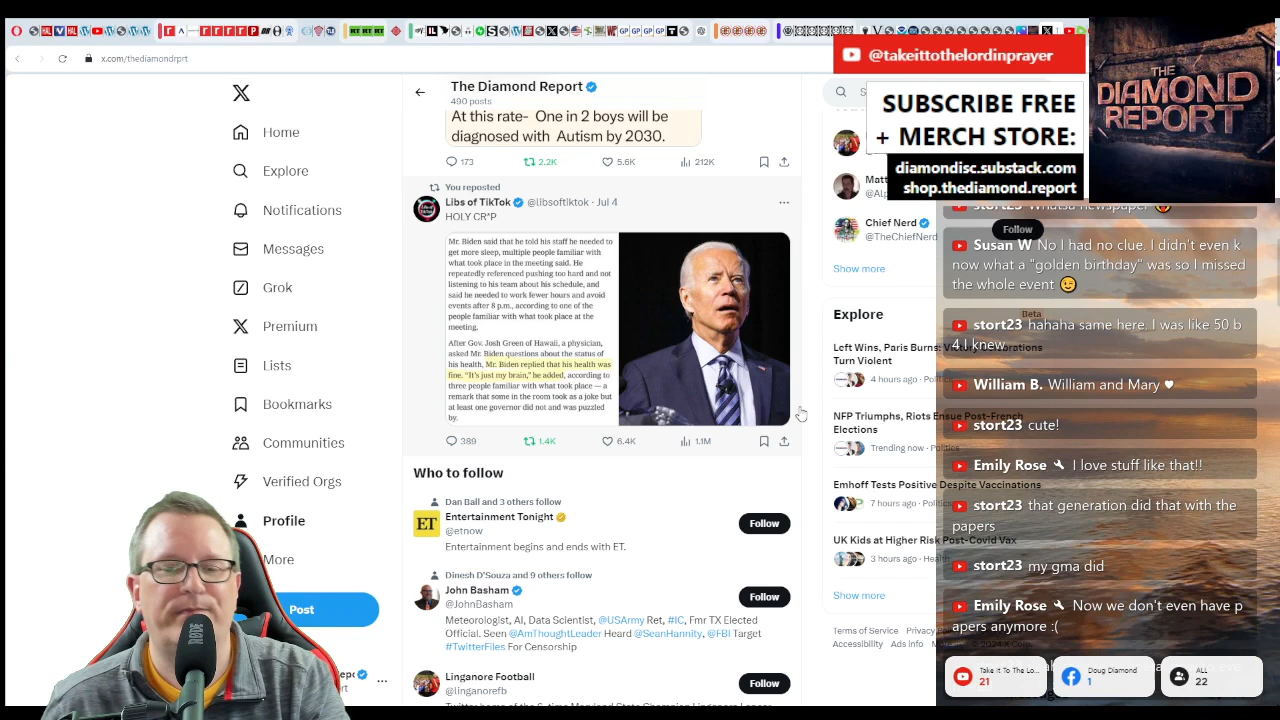 x.com/thediamondrprt
@takeittothelordinprayer
SUBSCRIBE FREE
+ MERCH STORE:
diamondisc.substack.com
shop.thediamond.report
THE
DIAMOND
REPORT
Home
Explore
Notifications
Messages
Grok
Premium
Lists
Bookmarks
Communities
Verified Orgs
Profile
More
Post
The Diamond Report
490 posts
At this rate- One in 2 boys will be
diagnosed with Autism by 2030.
173 2.2K 5.6K 212K
You reposted
Libs of TikTok @libsoftiktok · Jul 4
HOLY CR*P
Mr. Biden said that he told his staff he needed to
get more sleep, multiple people familiar with
what took place in the meeting said. He
repeatedly referenced pushing too hard and not
listening to his team about his schedule, and
said he needed to work fewer hours and avoid
events after 8 p.m., according to one of the
people familiar with what took place at the
meeting.
After Gov. Josh Green of Hawaii, a physician,
asked Mr. Biden questions about the status of
his health, Mr. Biden replied that his health was
fine. “It’s just my brain,” he added, according to
three people familiar with what took place — a
remark that some in the room took as a joke but
at least one governor did not and was puzzled
by.
389 1.4K 6.4K 1.1M
Who to follow
Dan Ball and 3 others follow
Entertainment Tonight
@etnow
Follow
Entertainment begins and ends with ET.
Dinesh D'Souza and 9 others follow
John Basham
@JohnBasham
Follow
Meteorologist, AI, Data Scientist, @USArmy Ret, #IC, Fmr TX Elected
Official. Seen @AmThoughtLeader Heard @SeanHannity, @FBI Target
#TwitterFiles For Censorship
Linganore Football
@linganorefb
Follow
Chief Nerd
@TheChiefNerd
Follow
Show more
Explore
Beta
Left Wins, Paris Burns: Victory Celebrations
Turn Violent
4 hours ago
NFP Triumphs, Riots Ensue Post-French
Elections
Trending now · Politics
Emhoff Tests Positive Despite Vaccinations
7 hours ago
UK Kids at Higher Risk Post-Covid Vax
3 hours ago · Health
Show more
Terms of Service
Accessibility Ads info
stort23 Whatsa newspaper
Susan W No I had no clue. I didn't even k
now what a "golden birthday" was so I missed
the whole event 😉
stort23 hahaha same here. I was like 50 b
4 I knew
William B. William and Mary ♥
stort23 cute!
Emily Rose I love stuff like that!!
stort23 that generation did that with the
papers
stort23 my gma did
Emily Rose Now we don't even have p
apers anymore :(
Take It To The Lo...
21
Doug Diamond
1
ALL
22